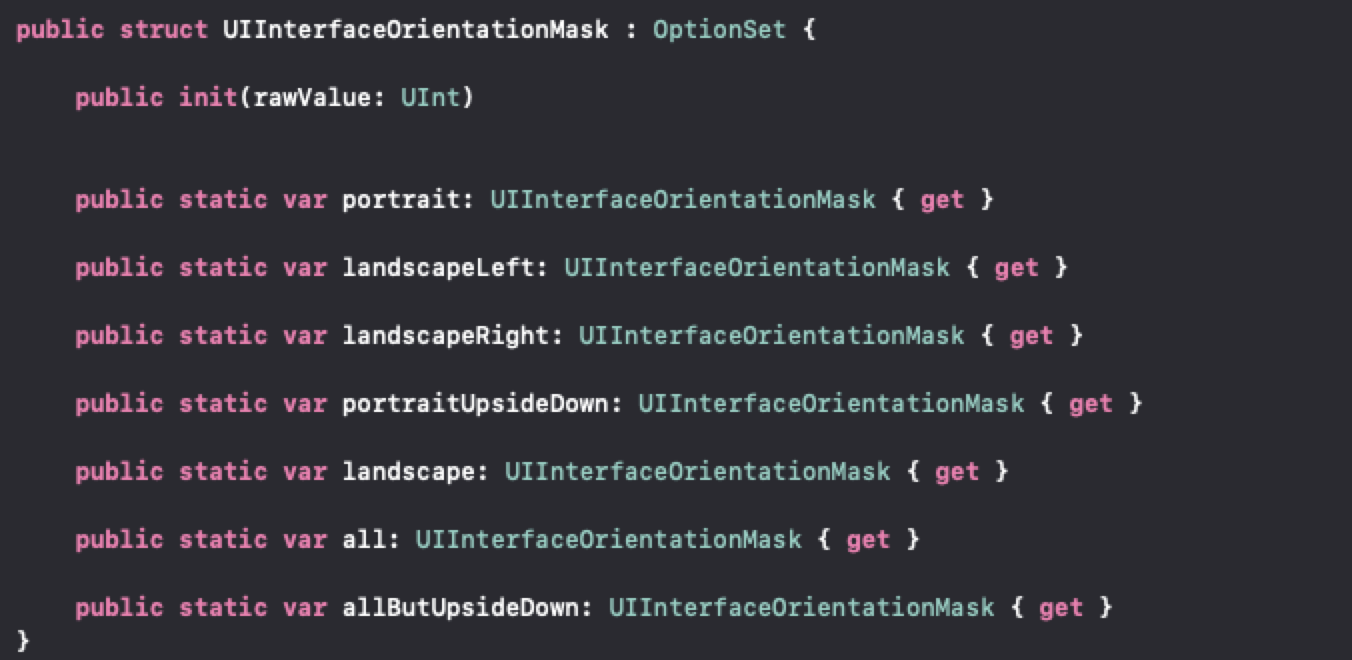 public struct UIInterfaceOrientationMask : OptionSet {
public init(rawValue: UInt)
public static var portrait: UIInterfaceOrientationMask { get }
public static var landscapeLeft: UIInterfaceOrientationMask { get }
public static var landscapeRight: UIInterfaceOrientationMask { get }
public static var portraitUpsideDown: UIInterfaceOrientationMask { get }
public static var landscape: UIInterfaceOrientationMask { get }
public static var all: UIInterfaceOrientationMask { get }
public static var allButUpsideDown: UIInterfaceOrientationMask { get }
}